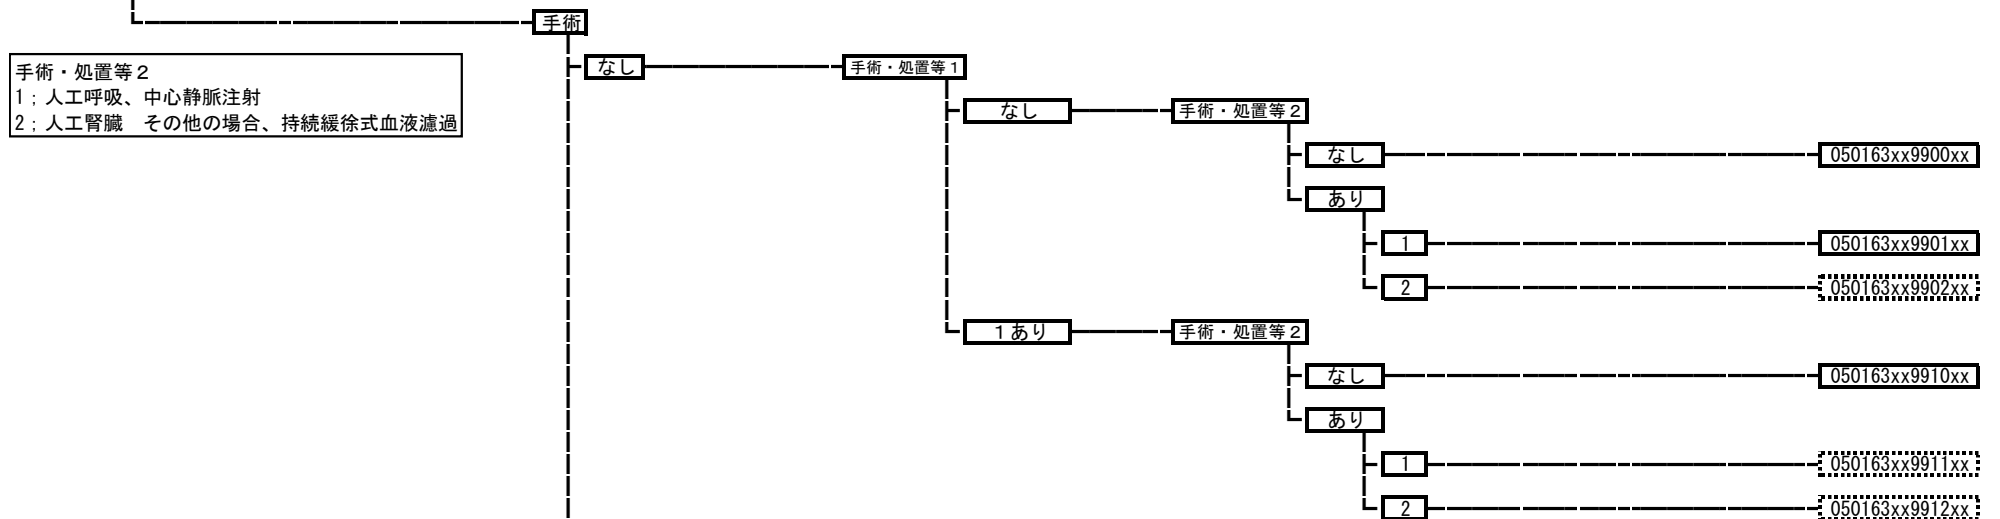 手術
手術・処置等２
1；人工呼吸、中心静脈注射
2；人工腎臓　その他の場合、持続緩徐式血液濾過
なし
手術・処置等１
なし
手術・処置等２
なし
050163xx9900xx
あり
1
050163xx9901xx
2
050163xx9902xx
１あり
手術・処置等２
なし
050163xx9910xx
あり
1
050163xx9911xx
2
050163xx9912xx